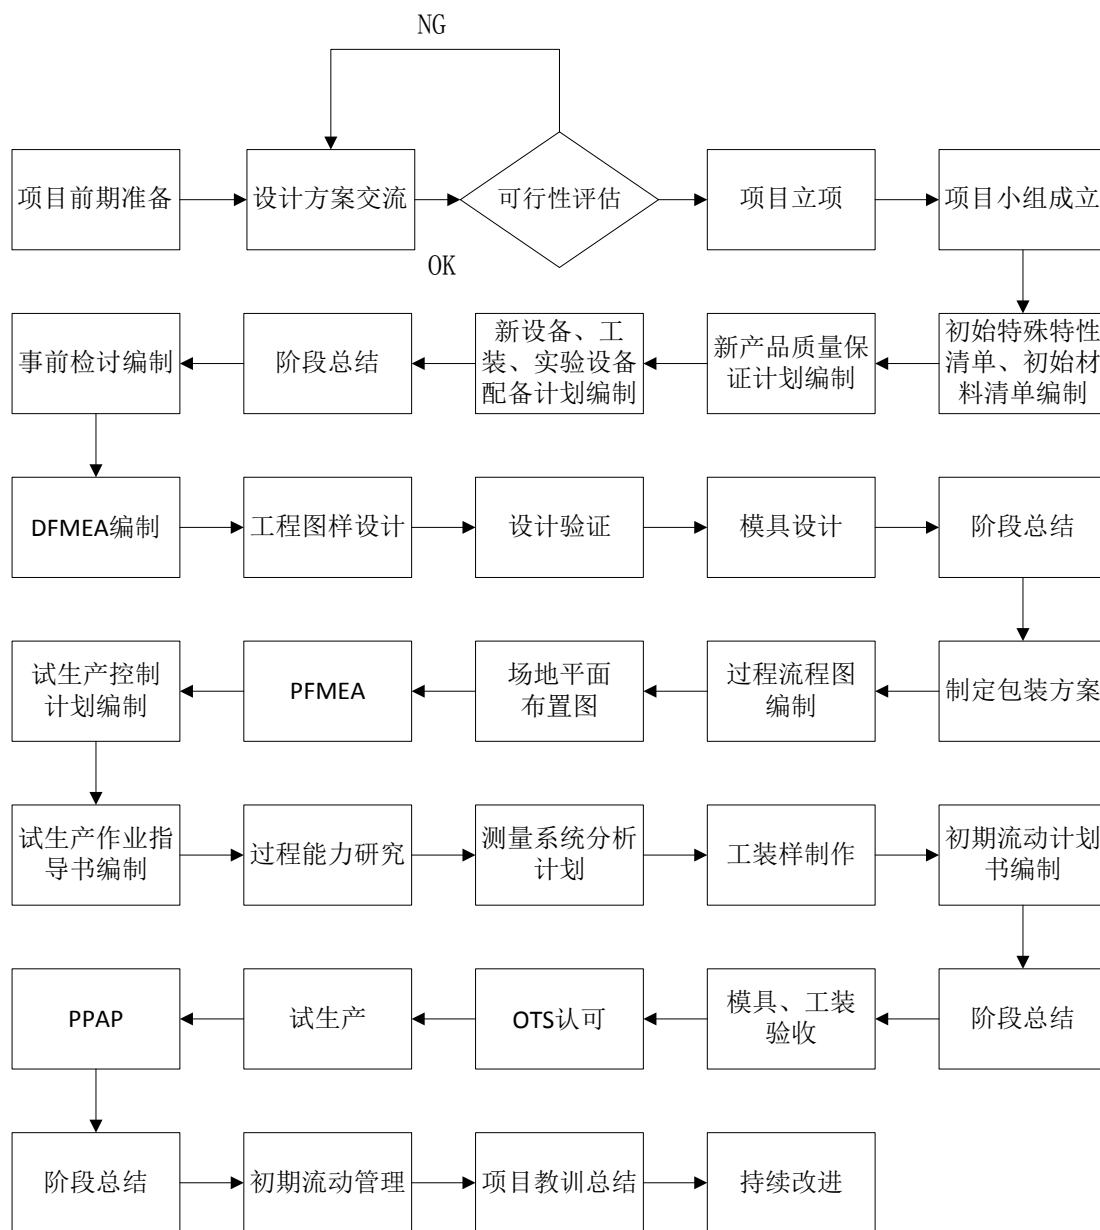 NG
项目前期准备
设计方案交流
可行性评估
项目立项
项目小组成立
OK
事前检讨编制
阶段总结
新设备、工
装、实验设备
配备计划编制
新产品质量保
证计划编制
初始特殊特性
清单、初始材
料清单编制
DFMEA编制
工程图样设计
设计验证
模具设计
阶段总结
试生产控制
计划编制
PFMEA
场地平面
布置图
过程流程图
编制
制定包装方案
试生产作业指
导书编制
过程能力研究
测量系统分析
计划
工装样制作
初期流动计划
书编制
PPAP
试生产
OTS认可
模具、工装
验收
阶段总结
阶段总结
初期流动管理
项目教训总结
持续改进